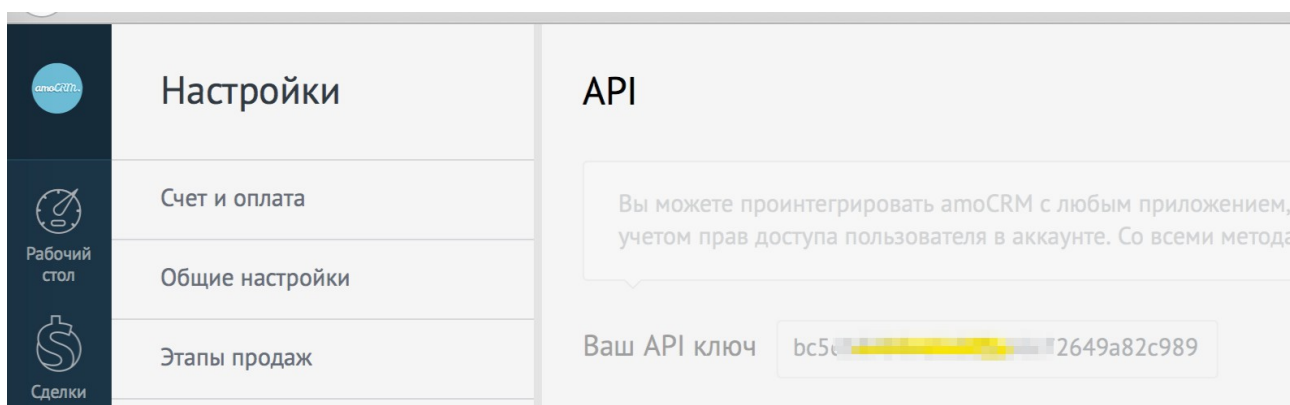 amoCRM.
Настройки
API
Счет и оплата
Вы можете проинтегрировать amoCRM с любым приложением,
учетом прав доступа пользователя в аккаунте. Со всеми метода
Рабочий
стол
Общие настройки
Ваш API ключ
bc5 2649a82c989
Этапы продаж
Сделки